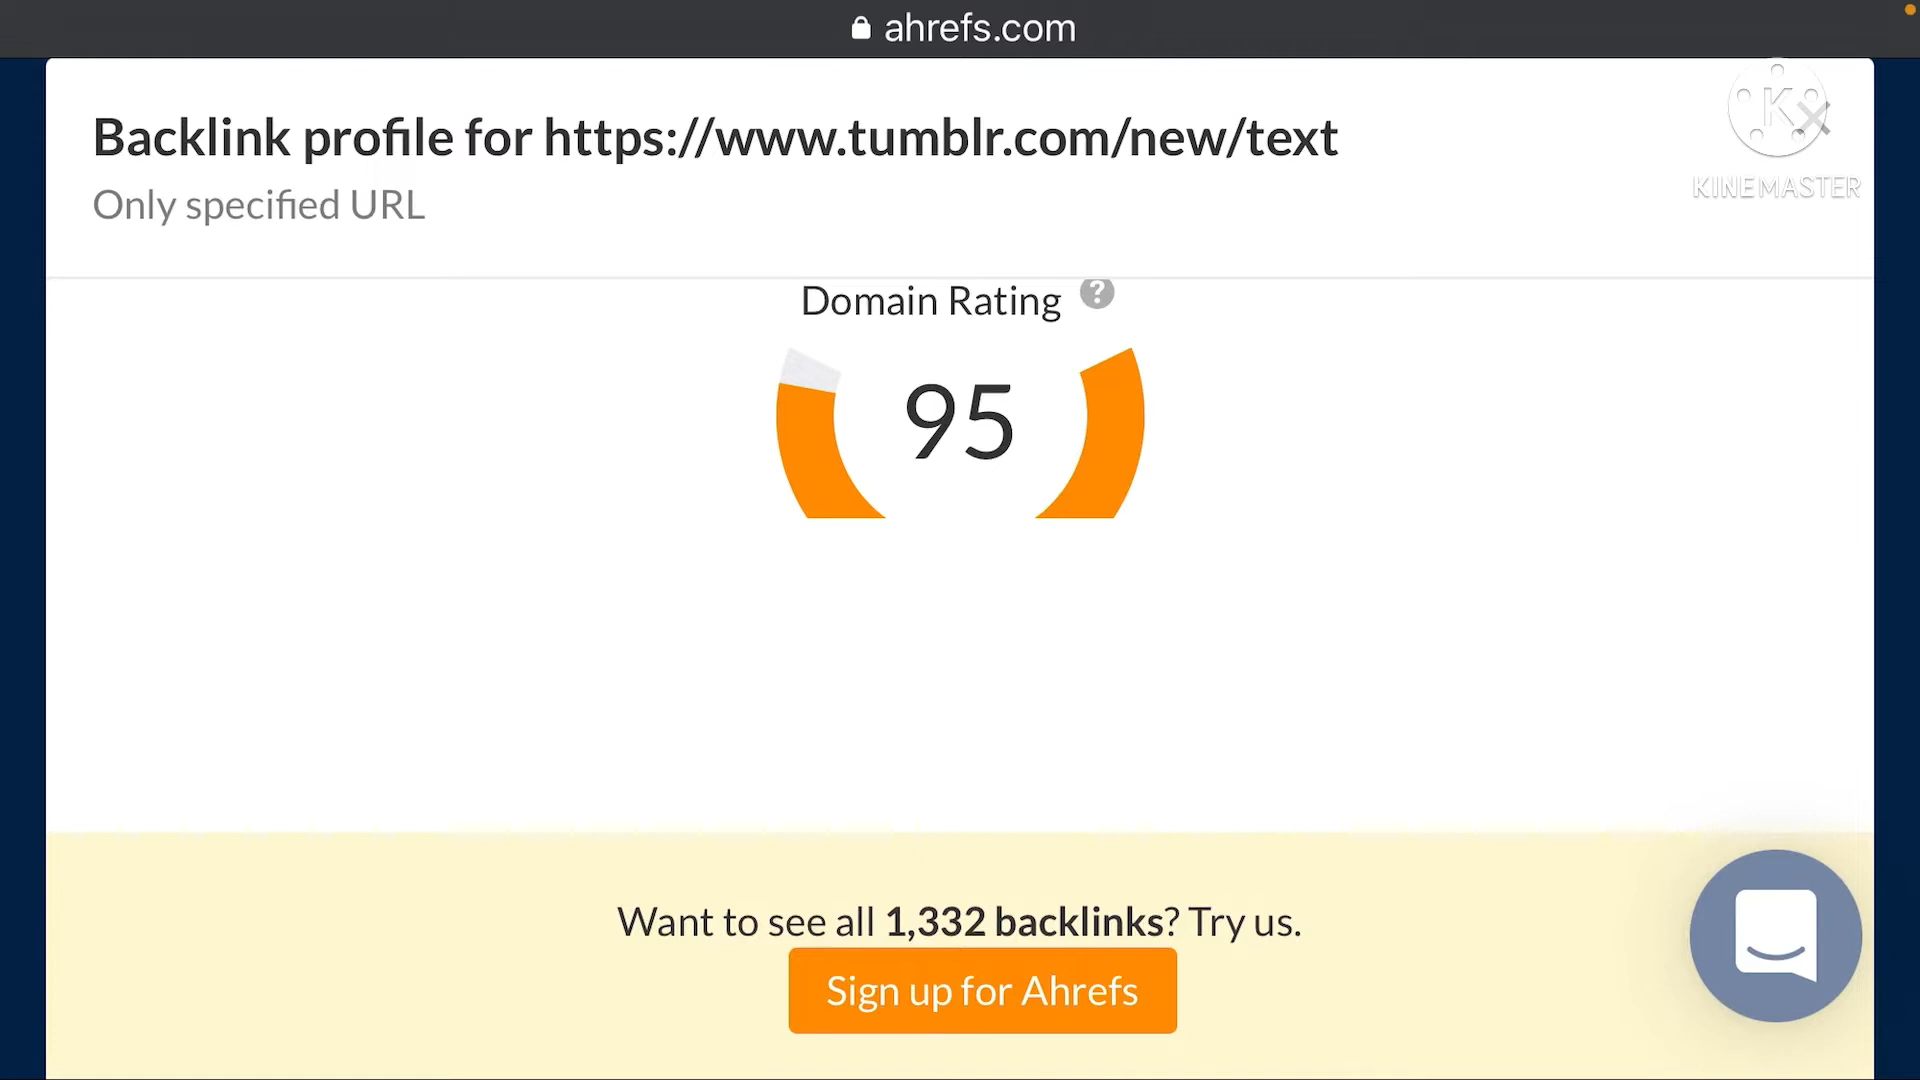 ahrefs.com
Backlink profile for https://www.tumblr.com/new/text
Only specified URL
K
KINEMASTER
Domain Rating ?
95
Want to see all 1,332 backlinks? Try us.
Sign up for Ahrefs